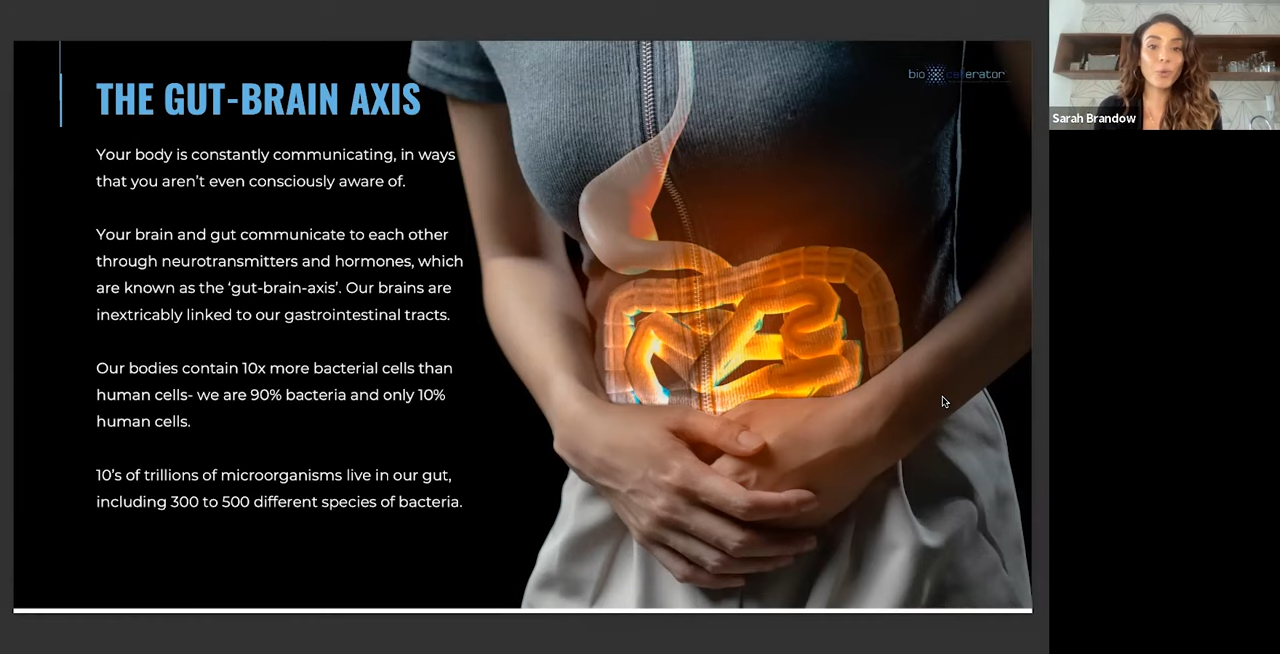 THE GUT-BRAIN AXIS
Your body is constantly communicating, in ways
that you aren’t even consciously aware of.
Your brain and gut communicate to each other
through neurotransmitters and hormones, which
are known as the ‘gut-brain-axis’. Our brains are
inextricably linked to our gastrointestinal tracts.
Our bodies contain 10x more bacterial cells than
human cells- we are 90% bacteria and only 10%
human cells.
10’s of trillions of microorganisms live in our gut,
including 300 to 500 different species of bacteria.
bio cellerator
Sarah Brandow